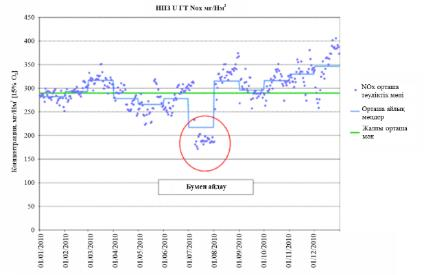 НПЗ U ГТ Nox мг/Нм³
450
400
350
300
250
200
150
100
50
0
Концентрация, мг/Нм³ (15% O₂)
01/01/2010
01/02/2010
01/03/2010
01/04/2010
01/05/2010
01/06/2010
01/07/2010
01/08/2010
01/09/2010
01/10/2010
01/11/2010
01/12/2010
Бумен айдау
NOx орташа
тәуліктік мәні
Орташа айлық
мәндер
Жалпы орташа
мән